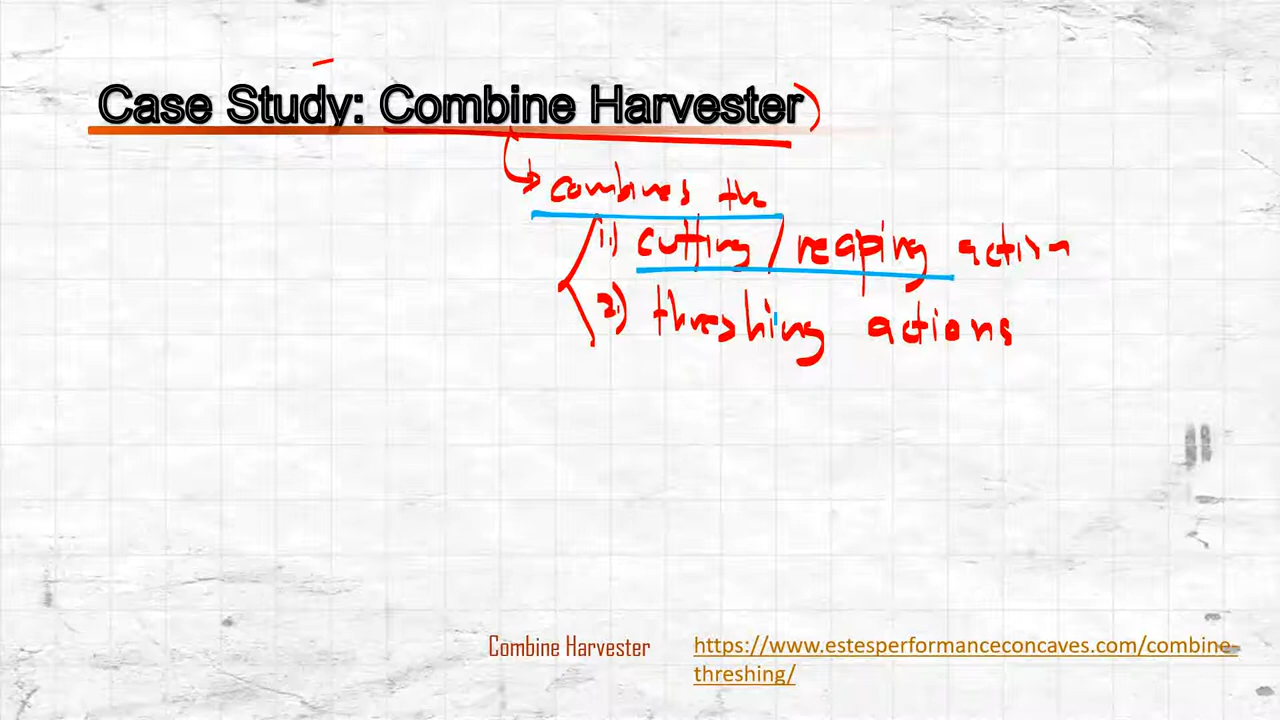 Case Study: Combine Harvester)
combines the
1.) cutting / reaping action
2.) threshing actions
Combine Harvester
https://www.estesperformanceconcaves.com/combine-
threshing/